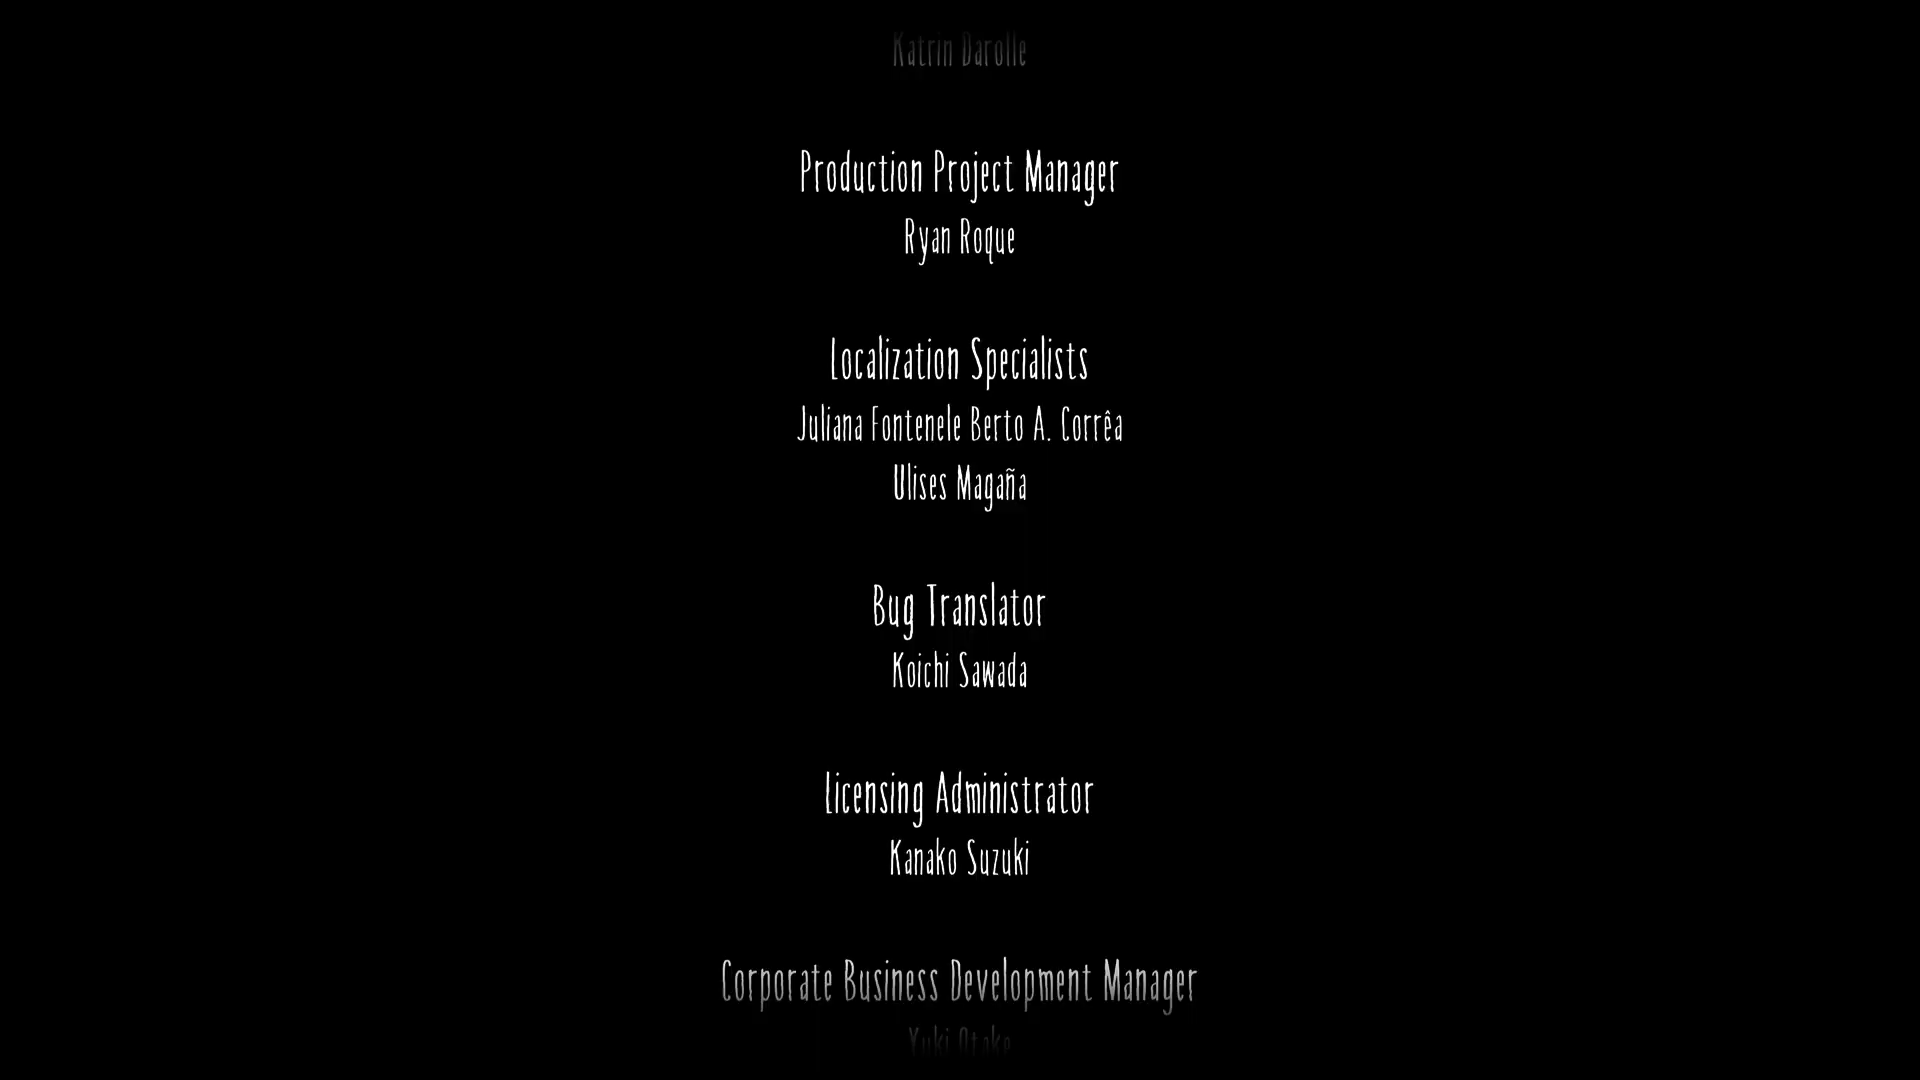 Katrin Darolle
Production Project Manager
Ryan Roque
Localization Specialists
Juliana Fontenele Berto A. Corrêa
Ulises Magaña
Bug Translator
Koichi Sawada
Licensing Administrator
Kanako Suzuki
Corporate Business Development Manager
Yuki Otake